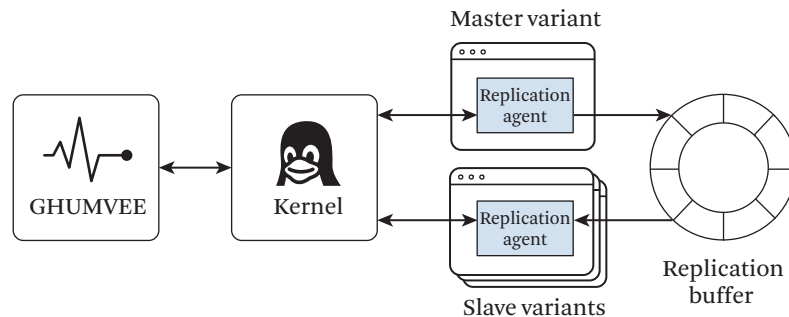 Master variant
Replication
agent
GHUMVEE
Kernel
Replication
agent
Slave variants
Replication
buffer